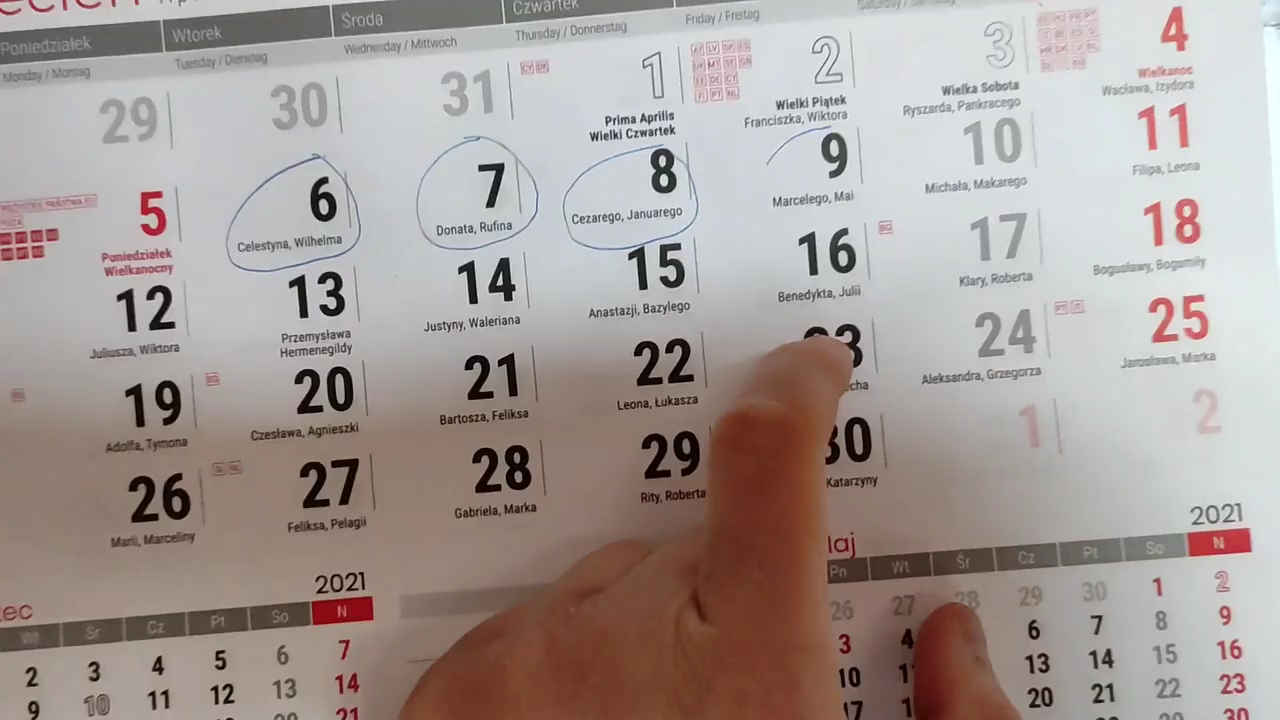 Poniedziałek Wtorek Środa Czwartek
Monday / Montag Tuesday / Dienstag Wednesday / Mittwoch Thursday / Donnerstag Friday / Freitag
29 30 31 1 2 3 4
Prima Aprilis Wielki Piątek Wielka Sobota Wielkanoc
Wielki Czwartek Franciszka, Wiktora Ryszarda, Pankracego Wacława, Izydora
5 6 7 8 9 10 11
Poniedziałek Celestyna, Wilhelma Donata, Rufina Cezarego, Januarego Marcelego, Mai Michała, Makarego Filipa, Leona
Wielkanocny
12 13 14 15 16 17 18
Juliusza, Wiktora Przemysława Justyny, Waleriana Anastazji, Bazylego Benedykta, Julii Klary, Roberta Bogusławy, Bogumiły
Hermenegildy
19 20 21 22 23 24 25
Adolfa, Tymona Czesława, Agnieszki Bartosza, Feliksa Leona, Łukasza Aleksandra, Grzegorza Jarosława, Marka
26 27 28 29 30 1 2
Marii, Marceliny Feliksa, Pelagii Gabriela, Marka Rity, Roberta Katarzyny
2021
Wt Śr Cz Pt So N
2 3 4 5 6 7
9 10 11 12 13 14
21
2021
Pn Wt Śr Cz Pt So N
26 27 28 29 30 1 2
3 4 6 7 8 9
10 13 14 15 16
17 20 21 22 23
30